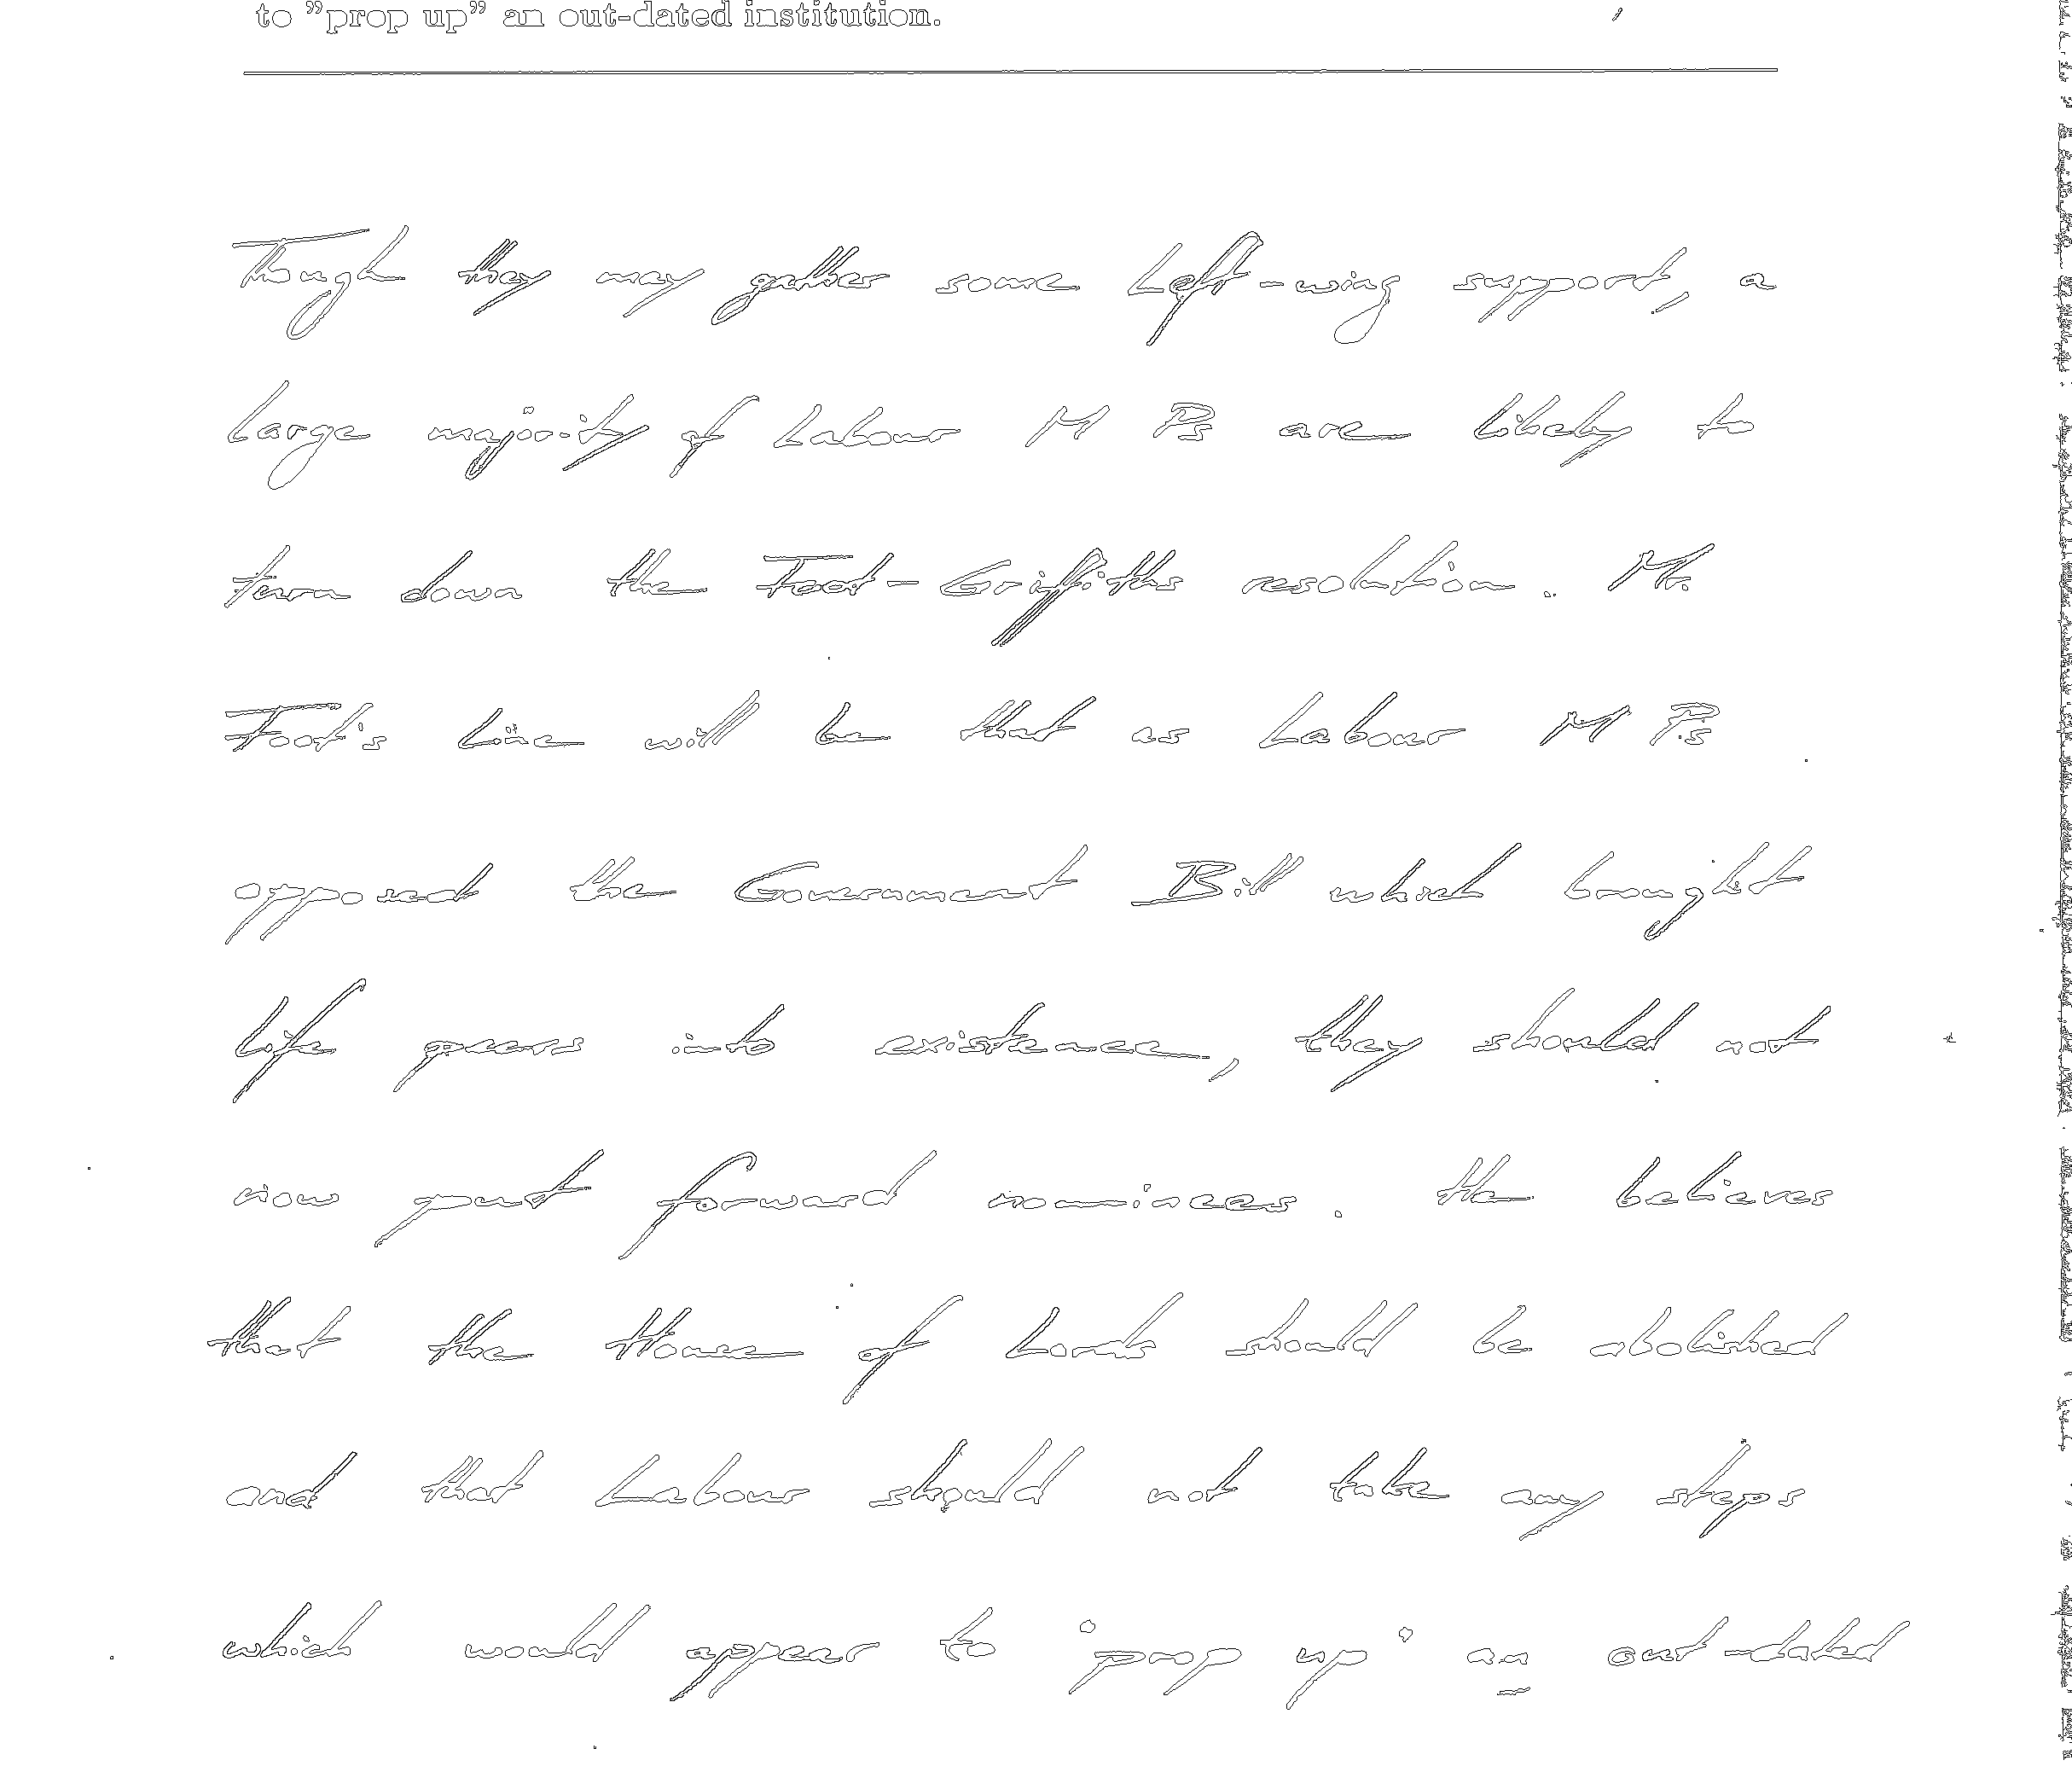 to "prop up" an out-dated institution.
Though they may gather some Left-wing support, a
large majority of Labour M Ps are likely to
turn down the Foot-Griffiths resolution. Mr.
Foot's line will be that as Labour M P.s
opposed the Government Bill which brought
life peers into existence, they should not
now put forward nominees. He believes
that the House of Lords should be abolished
and that Labour should not take any steps
which would appear to "prop up" an out-dated